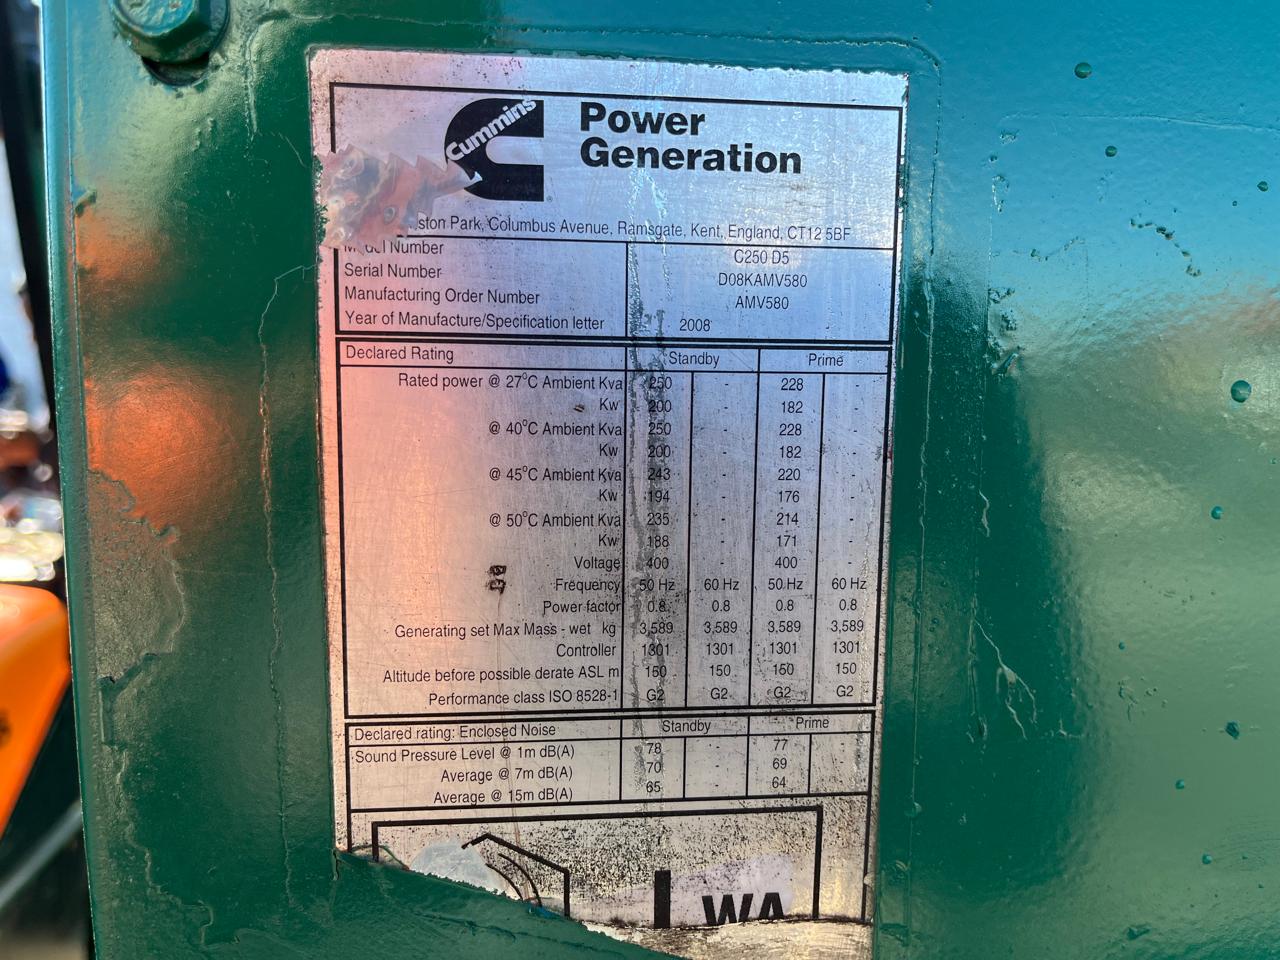 Cummins
Power
Generation
ston Park, Columbus Avenue, Ramsgate, Kent, England, CT12 5BF
Model Number C250 D5
Serial Number D08KAMV580
Manufacturing Order Number AMV580
Year of Manufacture/Specification letter 2008
Declared Rating Standby Prime
Rated power @ 27°C Ambient Kva 250 - 228 -
Kw 200 - 182 -
@ 40°C Ambient Kva 250 - 228 -
Kw 200 - 182 -
@ 45°C Ambient Kva 243 - 220 -
Kw 194 - 176 -
@ 50°C Ambient Kva 235 - 214 -
Kw 188 - 171 -
Voltage 400 - 400 -
Frequency 50 Hz 60 Hz 50 Hz 60 Hz
Power factor 0.8 0.8 0.8 0.8
Generating set Max Mass - wet kg 3,589 3,589 3,589 3,589
Controller 1301 1301 1301 1301
Altitude before possible derate ASL m 150 150 150 150
Performance class ISO 8528-1 G2 G2 G2 G2
Declared rating: Enclosed Noise Standby Prime
Sound Pressure Level @ 1m dB(A) 78 - 77 -
Average @ 7m dB(A) 70 - 69 -
Average @ 15m dB(A) 65 - 64 -
WA